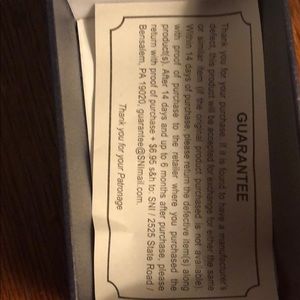 GUARANTEE
Thank you for your purchase. If it is found to have a manufacturer's
defect, this product will be accepted for exchange for either the same
or similar item (if the original product purchased is not available).
Within 14 days of purchase, please return the defective item(s) along
with proof of purchase to the retailer where you purchased the
product(s). After 14 days and up to 6 months after purchase, please
return with proof of purchase + $6.95 s&h to: SNI / 2525 State Road /
Bensalem, PA 19020, guarantee@SNImail.com.
Thank you for your Patronage